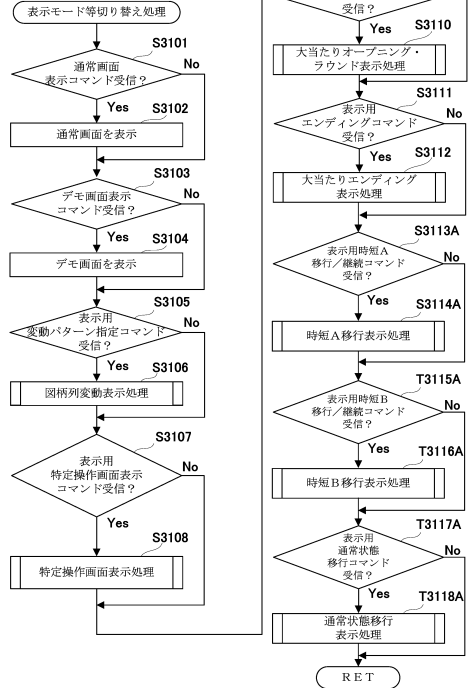 表示モード等切り替え処理
S3101
通常画面
表示コマンド受信？
No
Yes
S3102
通常画面を表示
S3103
デモ画面表示
コマンド受信？
No
Yes
S3104
デモ画面を表示
S3105
表示用
変動パターン指定コマンド
受信？
No
Yes
S3106
図柄列変動表示処理
S3107
表示用
特定操作画面表示
コマンド受信？
No
Yes
S3108
特定操作画面表示処理
受信？
Yes
S3110
大当たりオープニング・
ラウンド表示処理
S3111
表示用
エンディングコマンド
受信？
No
Yes
S3112
大当たりエンディング
表示処理
S3113A
表示用時短A
移行／継続コマンド
受信？
No
Yes
S3114A
時短A移行表示処理
T3115A
表示用時短B
移行／継続コマンド
受信？
No
Yes
T3116A
時短B移行表示処理
T3117A
表示用
通常状態
移行コマンド
受信？
No
Yes
T3118A
通常状態移行
表示処理
RET